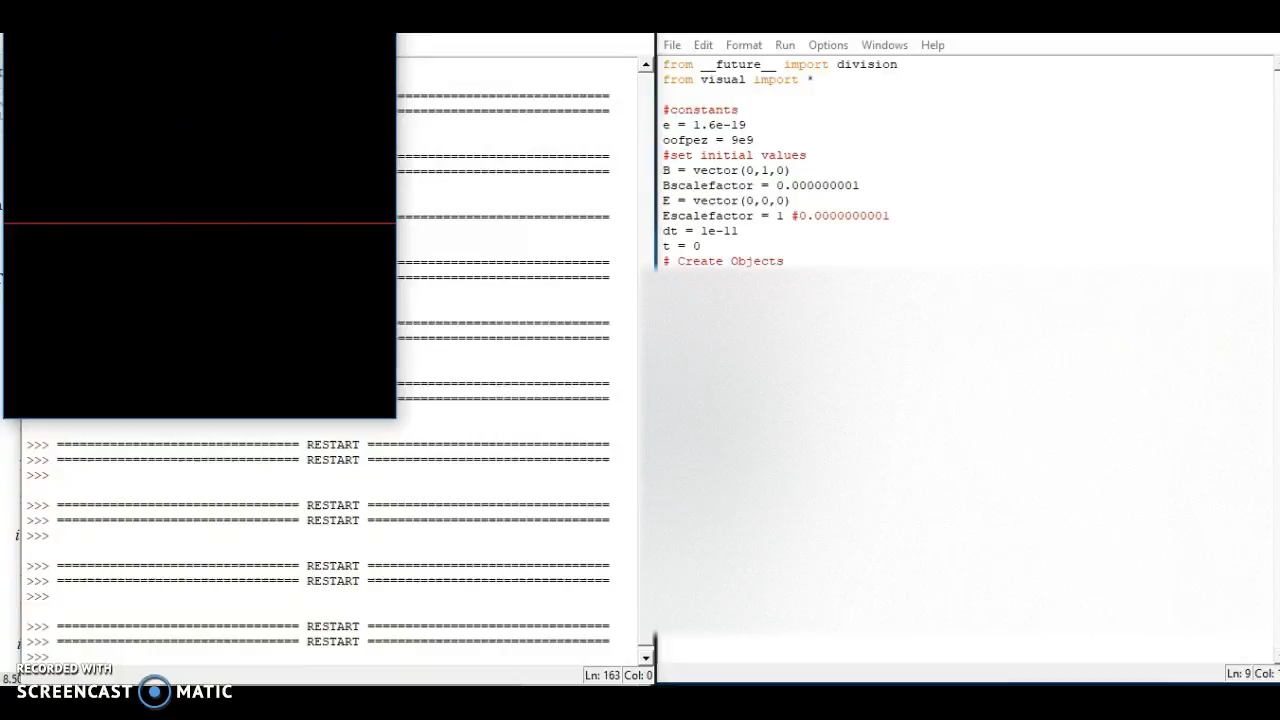 File Edit Format Run Options Windows Help
from __future__ import division
from visual import *
#constants
e = 1.6e-19
oofpez = 9e9
#set initial values
B = vector(0,1,0)
Bscalefactor = 0.000000001
E = vector(0,0,0)
Escalefactor = 1 #0.0000000001
dt = 1e-11
t = 0
# Create Objects
============================
============================
============================
============================
============================
============================
============================
============================
============================
============================
============================
>>> ================================ RESTART ================================
>>> ================================ RESTART ================================
>>>
>>> ================================ RESTART ================================
>>> ================================ RESTART ================================
>>>
>>> ================================ RESTART ================================
>>> ================================ RESTART ================================
>>>
>>> ================================ RESTART ================================
>>> ================================ RESTART ================================
>>>
Ln: 163 Col: 0
Ln: 9 Col:
RECORDED WITH
SCREENCAST MATIC